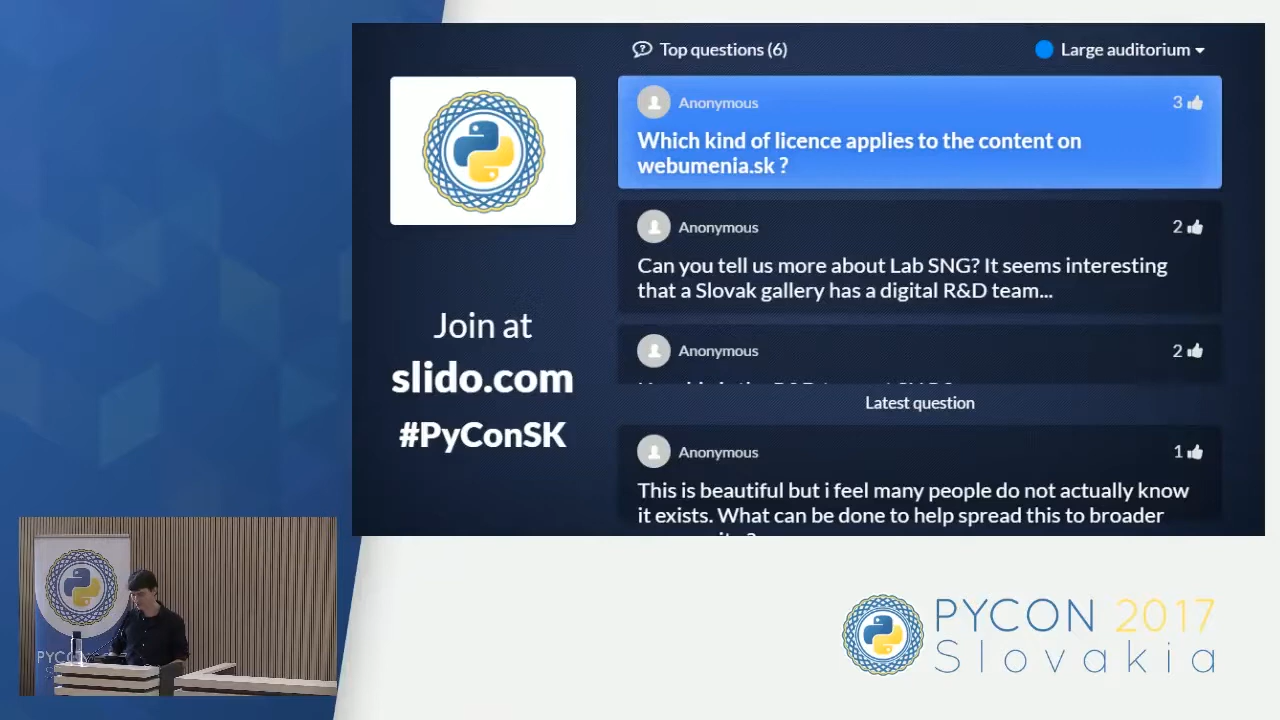 Top questions (6)
Large auditorium
Anonymous
3
Which kind of licence applies to the content on
webumenia.sk ?
Anonymous
2
Can you tell us more about Lab SNG? It seems interesting
that a Slovak gallery has a digital R&D team...
Anonymous
2
Latest question
Anonymous
1
This is beautiful but i feel many people do not actually know
it exists. What can be done to help spread this to broader
Join at
slido.com
#PyConSK
PYCON 2017
Slovakia